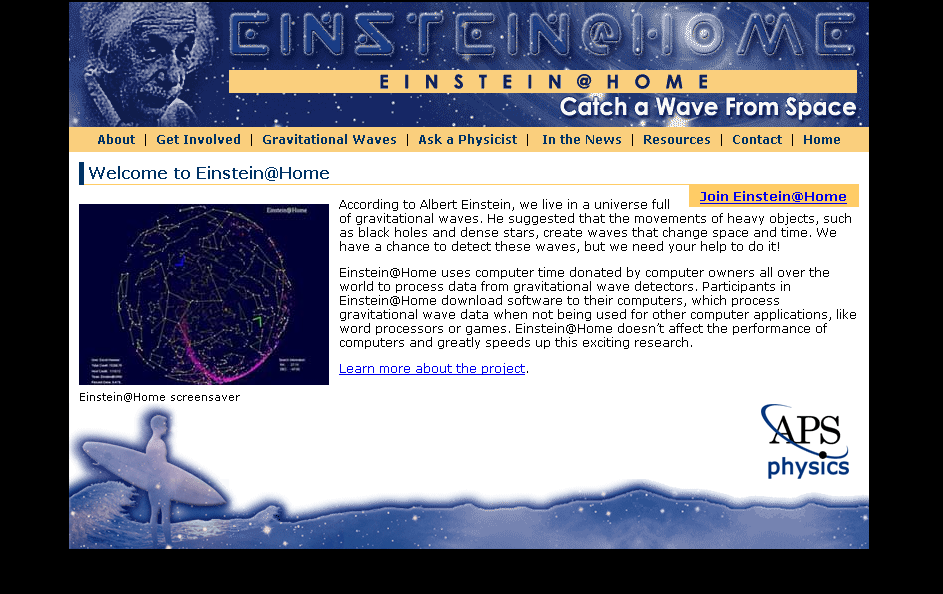 EINSTEIN@HOME
EINSTEIN@HOME
Catch a Wave From Space
About | Get Involved | Gravitational Waves | Ask a Physicist | In the News | Resources | Contact | Home
Welcome to Einstein@Home
Join Einstein@Home
Einstein@Home
According to Albert Einstein, we live in a universe full
of gravitational waves. He suggested that the movements of heavy objects, such
as black holes and dense stars, create waves that change space and time. We
have a chance to detect these waves, but we need your help to do it!
Einstein@Home uses computer time donated by computer owners all over the
world to process data from gravitational wave detectors. Participants in
Einstein@Home download software to their computers, which process
gravitational wave data when not being used for other computer applications, like
word processors or games. Einstein@Home doesn’t affect the performance of
computers and greatly speeds up this exciting research.
Learn more about the project.
Einstein@Home screensaver
APS
physics